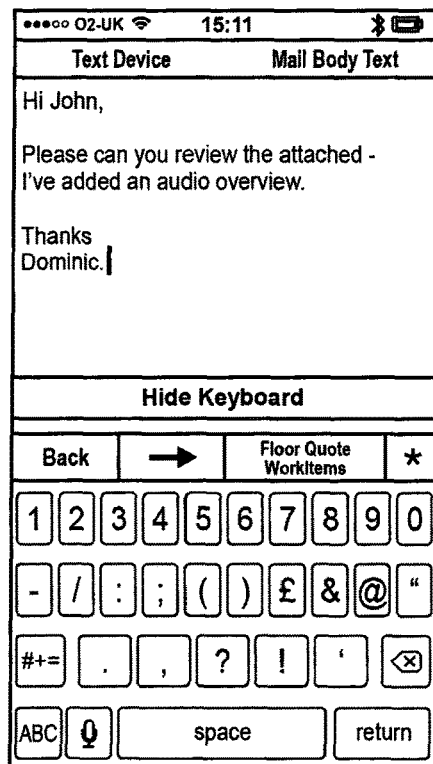 ●●●○○ O2-UK 15:11
Text Device Mail Body Text
Hi John,
Please can you review the attached -
I've added an audio overview.
Thanks
Dominic.
Hide Keyboard
Back → Floor Quote
WorkItems *
1 2 3 4 5 6 7 8 9 0
- / : ; ( ) £ & @ “
#+= . , ? ! ‘
ABC space return